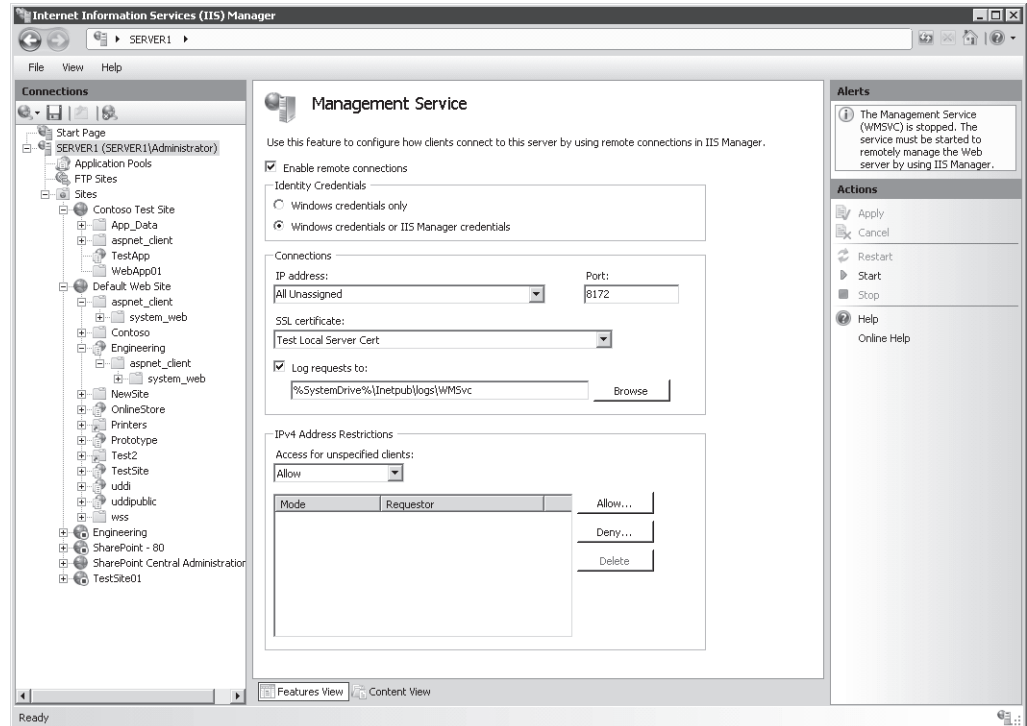 Internet Information Services (IIS) Manager
SERVER1
File View Help
Connections
Start Page
SERVER1 (SERVER1\Administrator)
Application Pools
FTP Sites
Sites
Contoso Test Site
App_Data
aspnet_client
TestApp
WebApp01
Default Web Site
aspnet_client
system_web
Contoso
Engineering
aspnet_client
system_web
NewSite
OnlineStore
Printers
Prototype
Test2
TestSite
uddi
uddipublic
wss
Engineering
SharePoint - 80
SharePoint Central Administration
TestSite01
Management Service
Use this feature to configure how clients connect to this server by using remote connections in IIS Manager.
Enable remote connections
Identity Credentials
Windows credentials only
Windows credentials or IIS Manager credentials
Connections
IP address: Port:
All Unassigned 8172
SSL certificate:
Test Local Server Cert
Log requests to:
%SystemDrive%\Inetpub\logs\WMSvc Browse
IPv4 Address Restrictions
Access for unspecified clients:
Allow
Mode Requestor
Allow...
Deny...
Delete
Features View Content View
Alerts
The Management Service
(WMSVC) is stopped. The
service must be started to
remotely manage the Web
server by using IIS Manager.
Actions
Apply
Cancel
Restart
Start
Stop
Help
Online Help
Ready